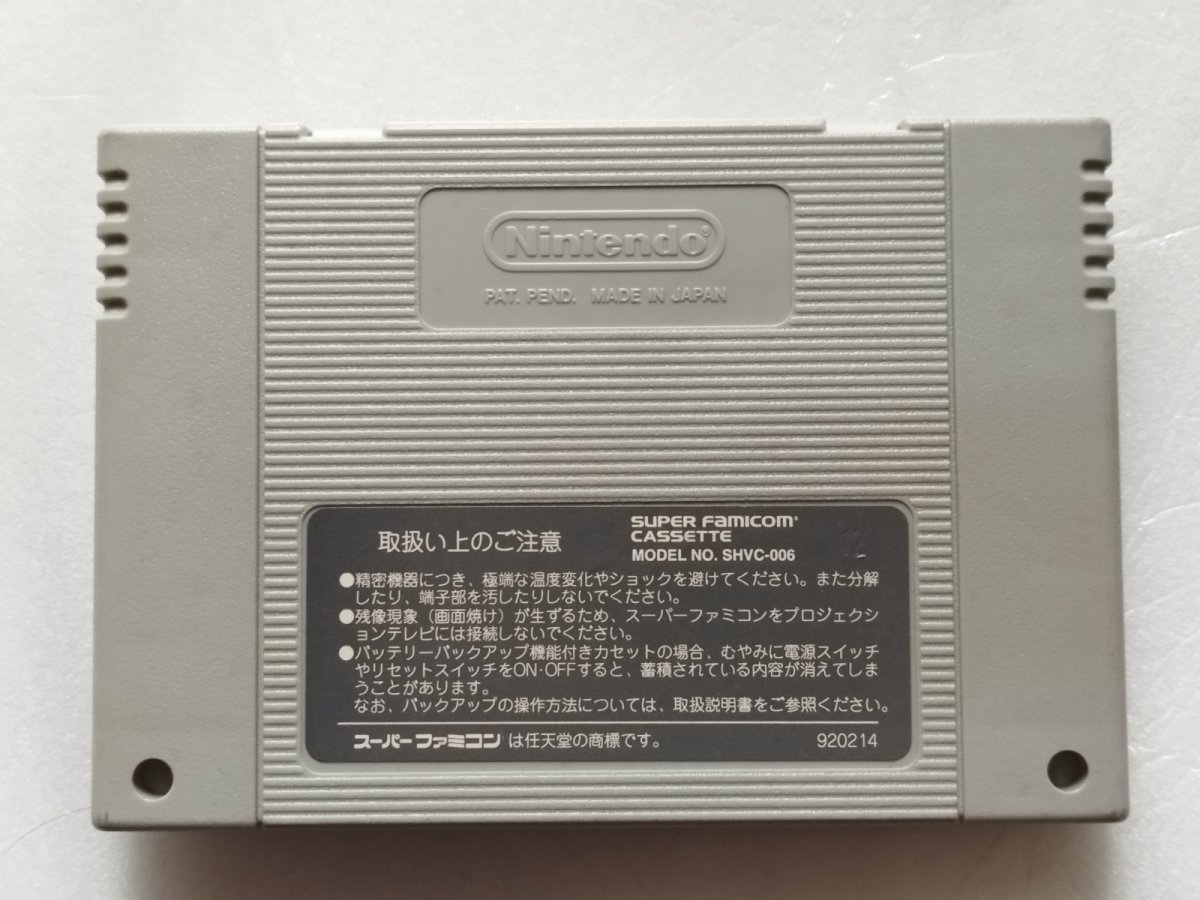 Nintendo®
PAT. PEND. MADE IN JAPAN
取扱い上のご注意
SUPER FAMICOM®
CASSETTE
MODEL NO. SHVC-006
●精密機器につき、極端な温度変化やショックを避けてください。また分解
したり、端子部を汚したりしないでください。
●残像現象(画面焼け)が生ずるため、スーパーファミコンをプロジェクシ
ョンテレビには接続しないでください。
●バッテリーバックアップ機能付きカセットの場合、むやみに電源スイッチ
やリセットスイッチをON・OFFすると、蓄積されている内容が消えてしま
うことがあります。
なお、バックアップの操作方法については、取扱説明書をご参照ください。
スーパーファミコンは任天堂の商標です。
920214